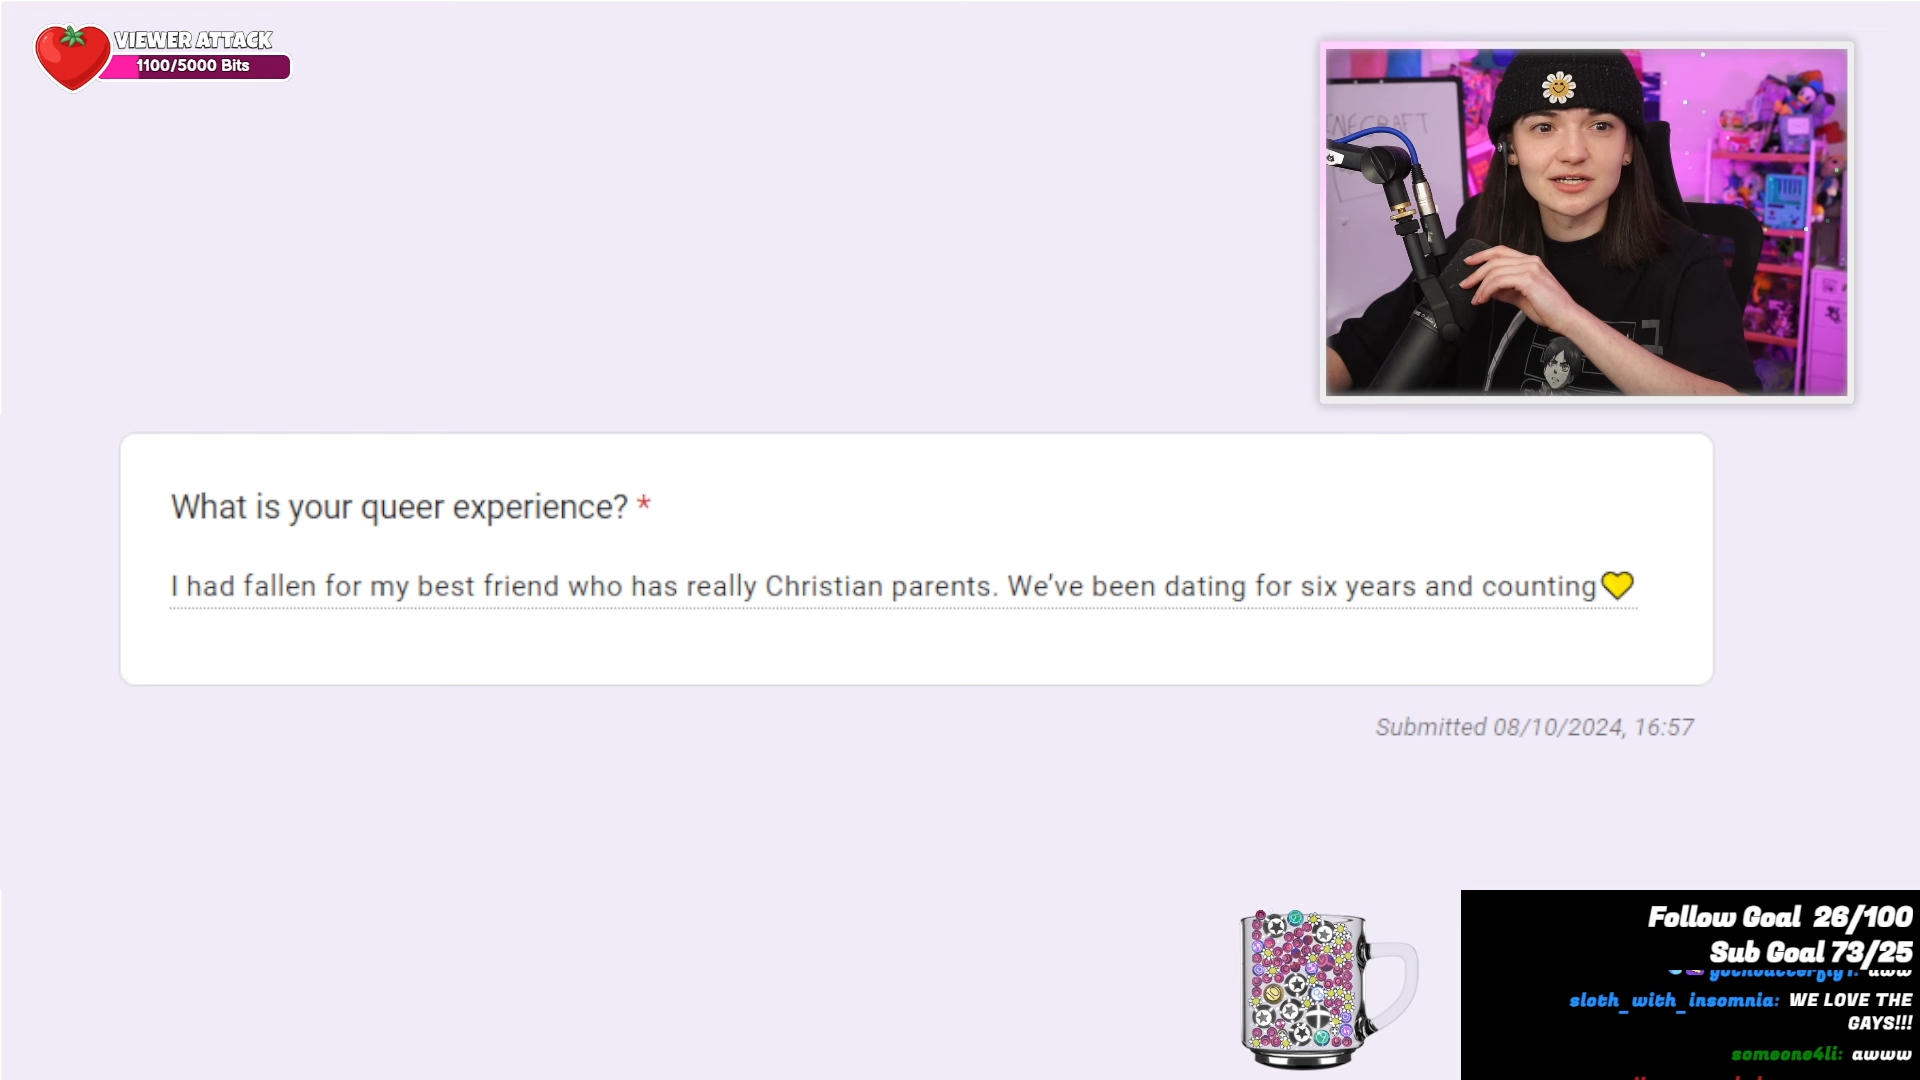 VIEWER ATTACK
1100/5000 Bits
NECRAFT
What is your queer experience? *
I had fallen for my best friend who has really Christian parents. We've been dating for six years and counting💛
Submitted 08/10/2024, 16:57
Follow Goal 26/100
Sub Goal 73/25
aww
sloth_with_insomnia: WE LOVE THE
GAYS!!!
someone4li: awww